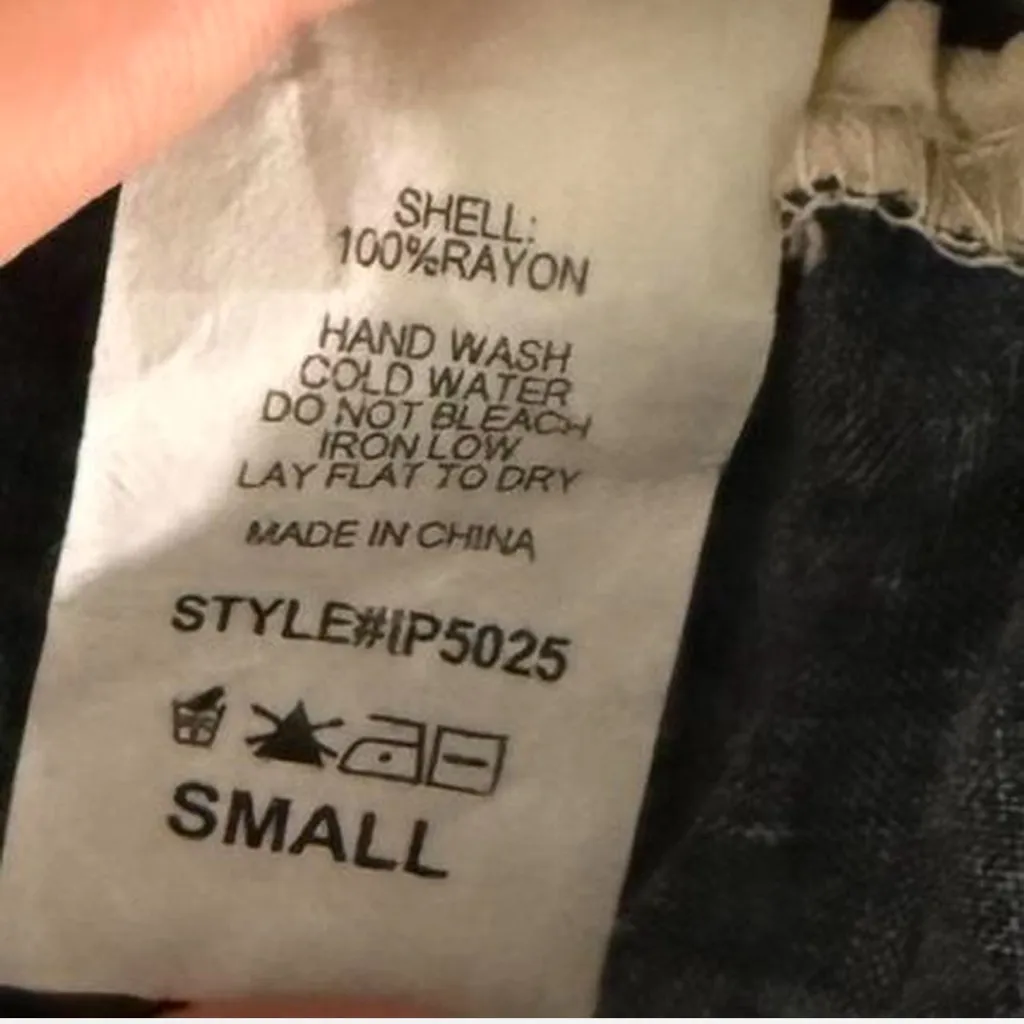 SHELL:
100%RAYON
HAND WASH
COLD WATER
DO NOT BLEACH
IRON LOW
LAY FLAT TO DRY
MADE IN CHINA
STYLE#IP5025
SMALL